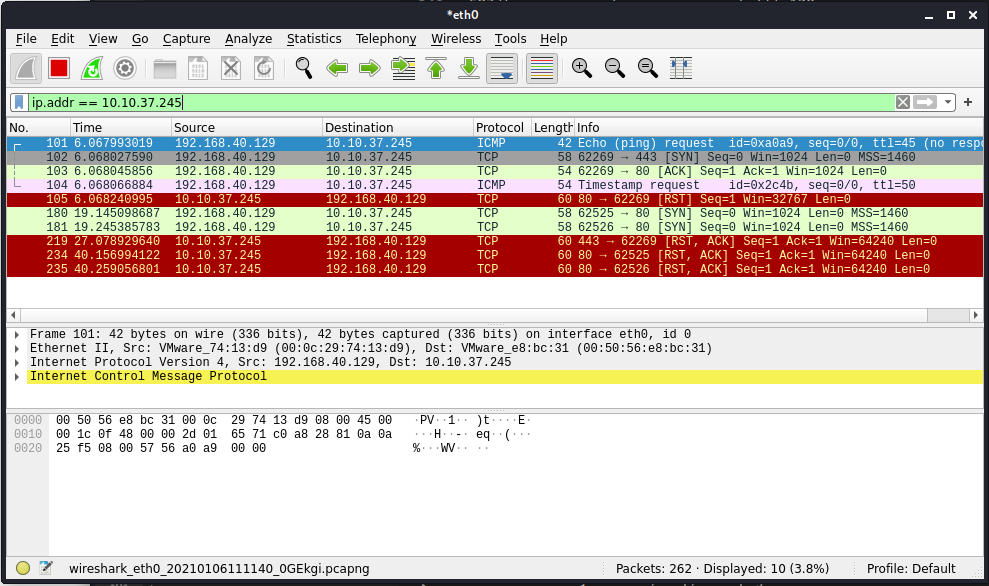 *eth0
File Edit View Go Capture Analyze Statistics Telephony Wireless Tools Help
ip.addr == 10.10.37.245
No. Time Source Destination Protocol Length Info
101 6.067993019 192.168.40.129 10.10.37.245 ICMP 42 Echo (ping) request id=0xa0a9, seq=0/0, ttl=45 (no respo
102 6.068027590 192.168.40.129 10.10.37.245 TCP 58 62269 → 443 [SYN] Seq=0 Win=1024 Len=0 MSS=1460
103 6.068045856 192.168.40.129 10.10.37.245 TCP 54 62269 → 80 [ACK] Seq=1 Ack=1 Win=1024 Len=0
104 6.068066884 192.168.40.129 10.10.37.245 ICMP 54 Timestamp request id=0x2c4b, seq=0/0, ttl=50
105 6.068240995 10.10.37.245 192.168.40.129 TCP 60 80 → 62269 [RST] Seq=1 Win=32767 Len=0
180 19.145098687 192.168.40.129 10.10.37.245 TCP 58 62525 → 80 [SYN] Seq=0 Win=1024 Len=0 MSS=1460
181 19.245385783 192.168.40.129 10.10.37.245 TCP 58 62526 → 80 [SYN] Seq=0 Win=1024 Len=0 MSS=1460
219 27.078929640 10.10.37.245 192.168.40.129 TCP 60 443 → 62269 [RST, ACK] Seq=1 Ack=1 Win=64240 Len=0
234 40.156994122 10.10.37.245 192.168.40.129 TCP 60 80 → 62525 [RST, ACK] Seq=1 Ack=1 Win=64240 Len=0
235 40.259056801 10.10.37.245 192.168.40.129 TCP 60 80 → 62526 [RST, ACK] Seq=1 Ack=1 Win=64240 Len=0
Frame 101: 42 bytes on wire (336 bits), 42 bytes captured (336 bits) on interface eth0, id 0
Ethernet II, Src: VMware_74:13:d9 (00:0c:29:74:13:d9), Dst: VMware_e8:bc:31 (00:50:56:e8:bc:31)
Internet Protocol Version 4, Src: 192.168.40.129, Dst: 10.10.37.245
Internet Control Message Protocol
0000 00 50 56 e8 bc 31 00 0c 29 74 13 d9 08 00 45 00 ·PV··1·· )t····E·
0010 00 1c 0f 48 00 00 2d 01 65 71 c0 a8 28 81 0a 0a ···H··-· eq··(···
0020 25 f5 08 00 57 56 a0 a9 00 00 %···WV·· ··
wireshark_eth0_20210106111140_0GEkgi.pcapng Packets: 262 · Displayed: 10 (3.8%) Profile: Default